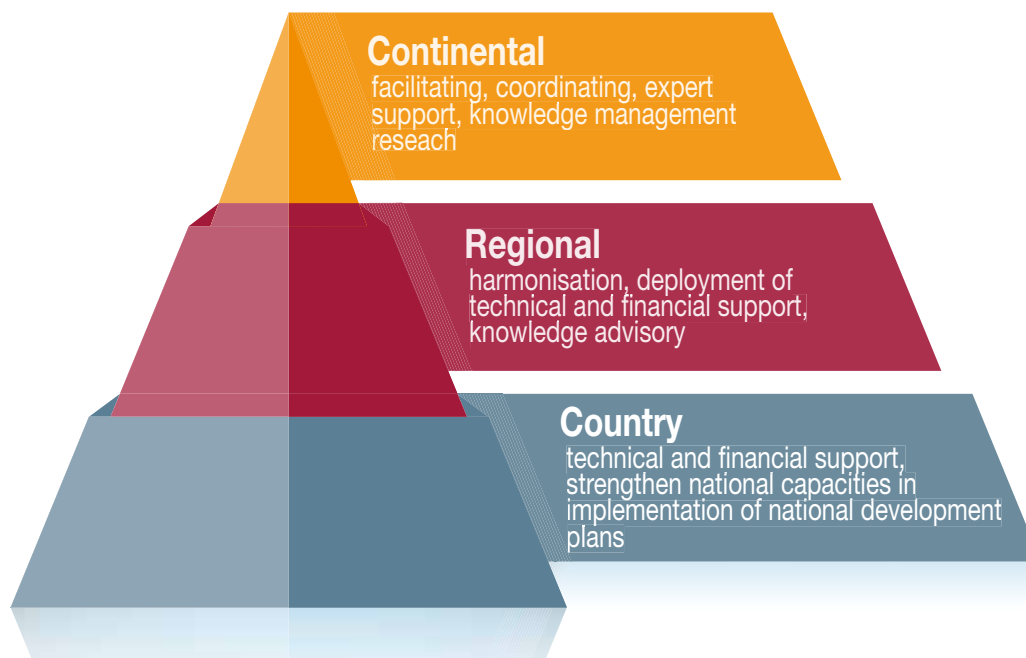 Continental
facilitating, coordinating, expert
support, knowledge management
reseach
Regional
harmonisation, deployment of
technical and financial support,
knowledge advisory
Country
technical and financial support,
strengthen national capacities in
implementation of national development
plans